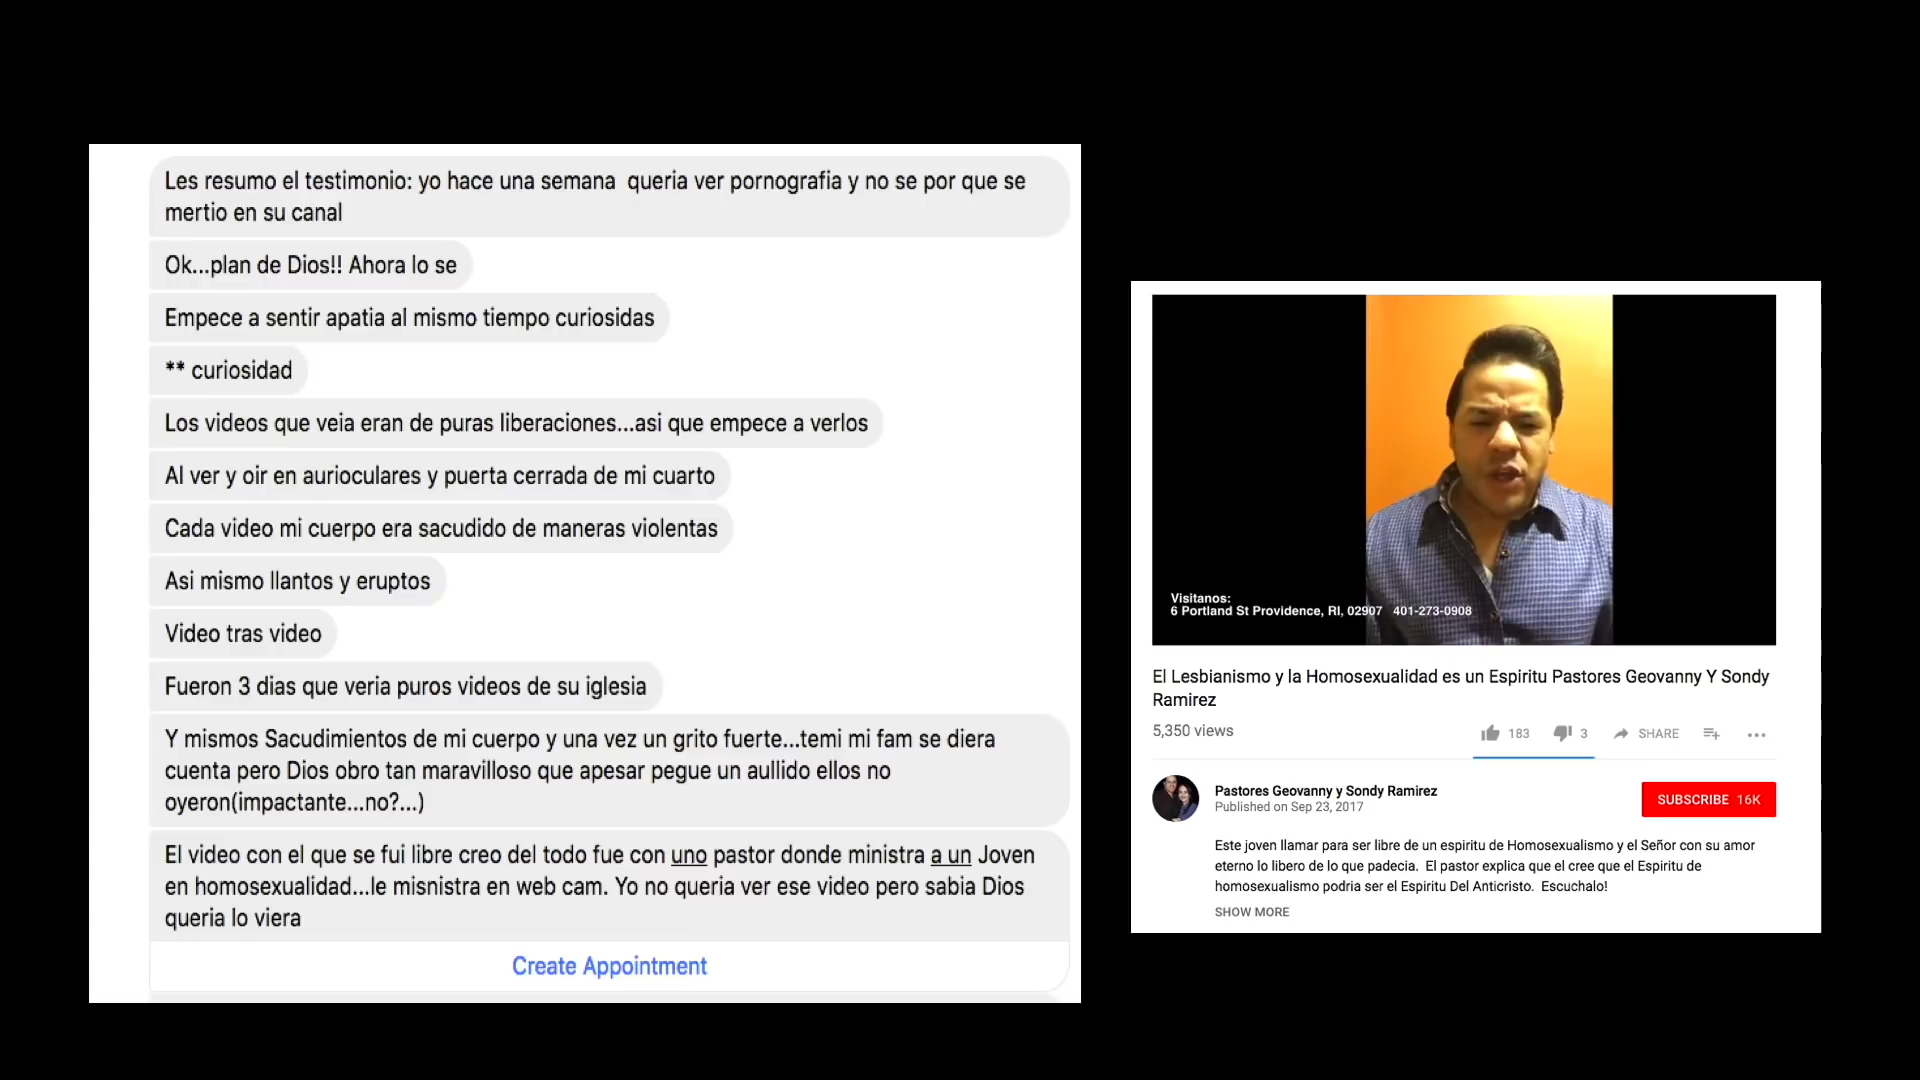 Les resumo el testimonio: yo hace una semana  queria ver pornografia y no se por que se
mertio en su canal
Ok...plan de Dios!! Ahora lo se
Empece a sentir apatia al mismo tiempo curiosidas
** curiosidad
Los videos que veia eran de puras liberaciones...asi que empece a verlos
Al ver y oir en aurioculares y puerta cerrada de mi cuarto
Cada video mi cuerpo era sacudido de maneras violentas
Asi mismo llantos y eruptos
Video tras video
Fueron 3 dias que veria puros videos de su iglesia
Y mismos Sacudimientos de mi cuerpo y una vez un grito fuerte...temi mi fam se diera
cuenta pero Dios obro tan maravilloso que apesar pegue un aullido ellos no
oyeron(impactante...no?...)
El video con el que se fui libre creo del todo fue con uno pastor donde ministra a un Joven
en homosexualidad...le misnistra en web cam. Yo no queria ver ese video pero sabia Dios
queria lo viera
Create Appointment
Visitanos:
6 Portland St Providence, RI, 02907   401-273-0908
El Lesbianismo y la Homosexualidad es un Espiritu Pastores Geovanny Y Sondy
Ramirez
5,350 views
183
3
SHARE
Pastores Geovanny y Sondy Ramirez
Published on Sep 23, 2017
SUBSCRIBE 16K
Este joven llamar para ser libre de un espiritu de Homosexualismo y el Señor con su amor
eterno lo libero de lo que padecia.  El pastor explica que el cree que el Espiritu de
homosexualismo podria ser el Espiritu Del Anticristo.  Escuchalo!
SHOW MORE